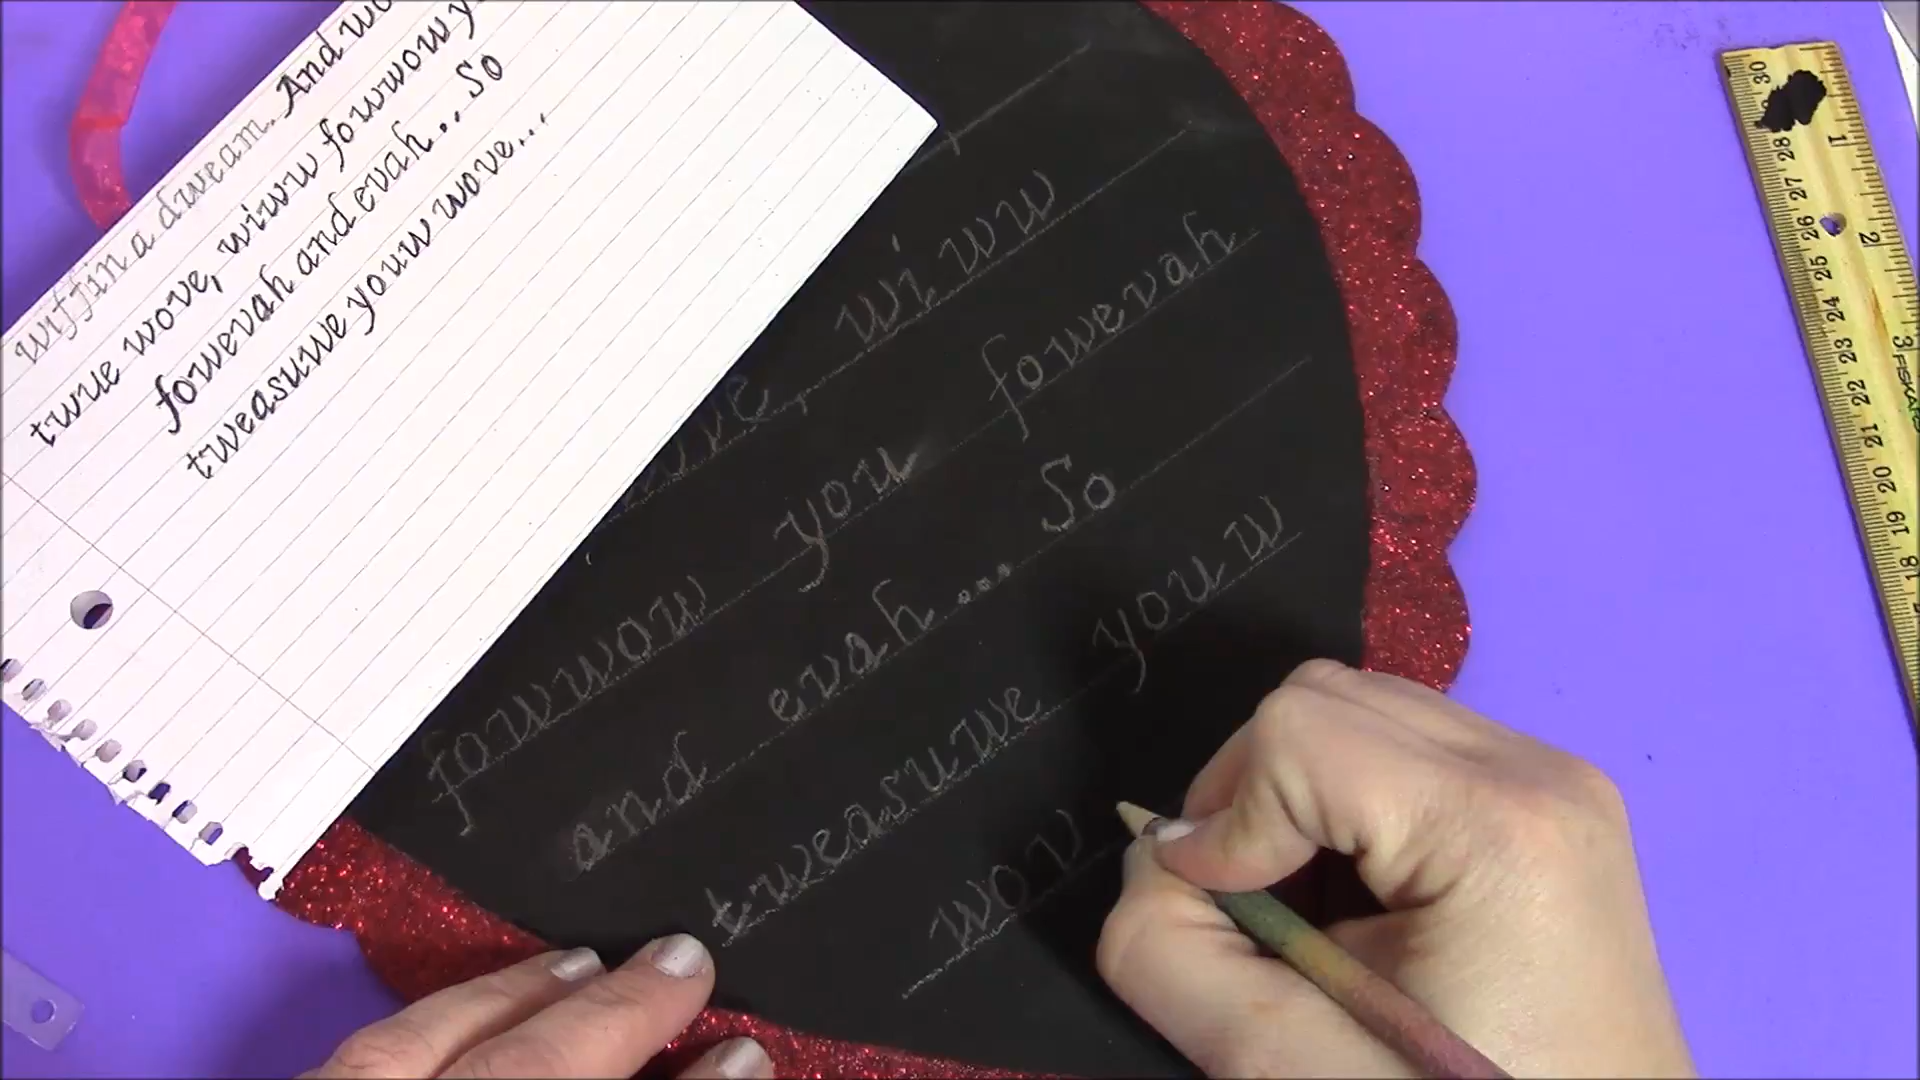 wiffin a dweam. And wo
twue wove, wiww fowwow y
fowevah and evah... So
tweasuwe youw wove...
ove, wiww
fowwow you fowevah
and evah... So
tweasuwe youw
wov
30
28
27
26
25
24
23
22
21
20
19
18
1
2
3
FISKARS